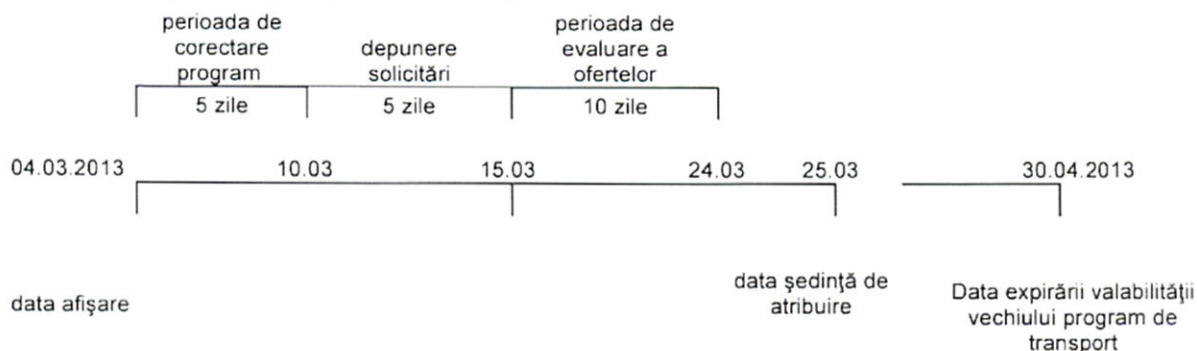 perioada de
corectare
program
depunere
solicitări
perioada de
evaluare a
ofertelor
5 zile
5 zile
10 zile
04.03.2013
10.03
15.03
24.03
25.03
30.04.2013
data afişare
data şedinţă de
atribuire
Data expirării valabilităţii
vechiului program de
transport